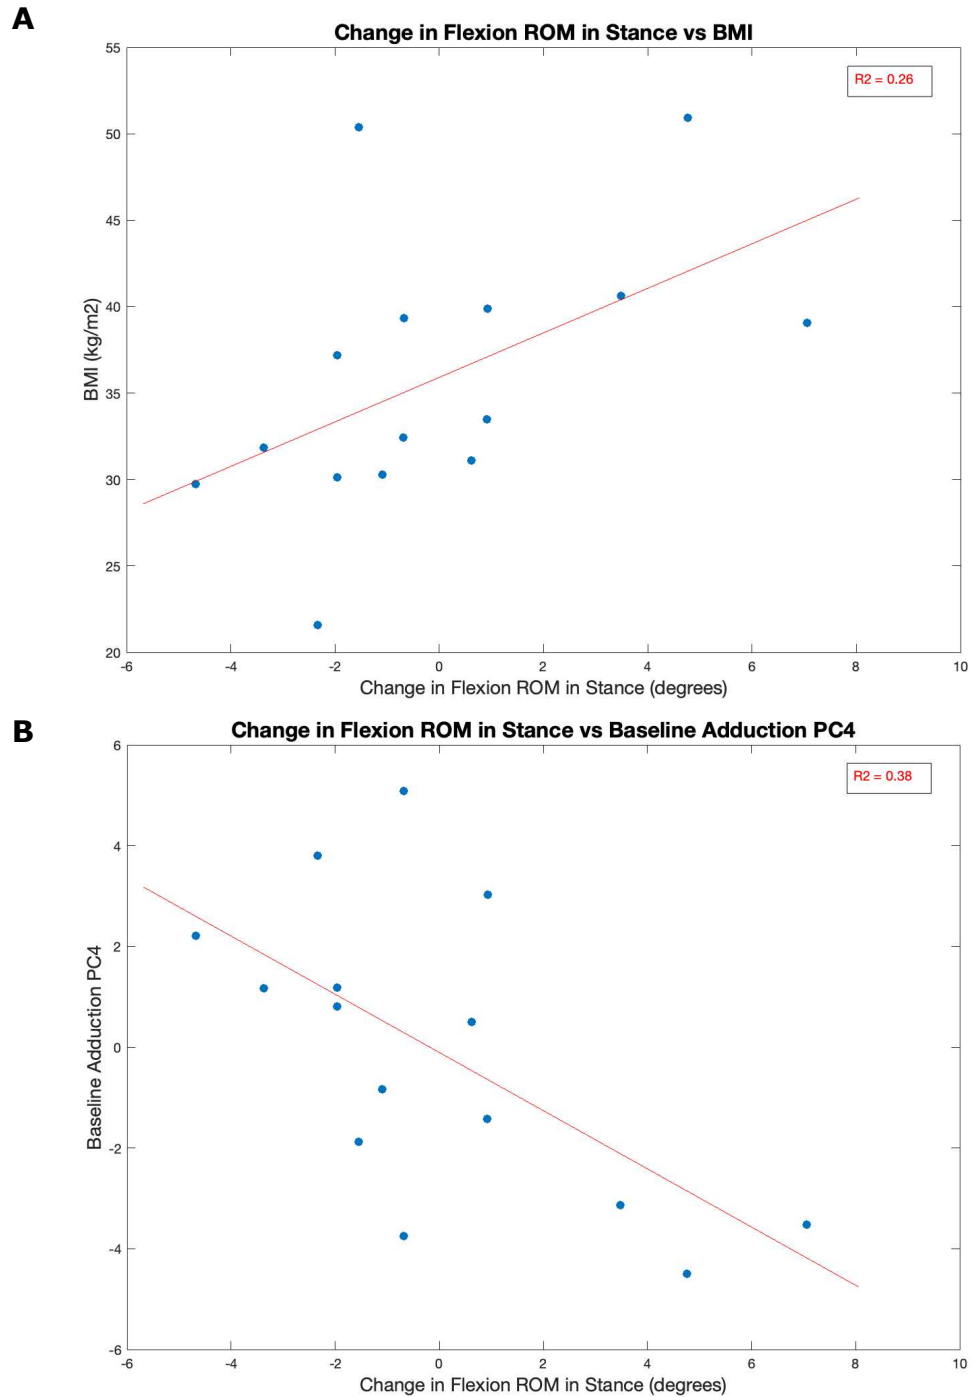 A
Change in Flexion ROM in Stance vs BMI
R2 = 0.26
55
50
45
40
35
30
25
20
BMI (kg/m2)
-6 -4 -2 0 2 4 6 8 10
Change in Flexion ROM in Stance (degrees)
B
Change in Flexion ROM in Stance vs Baseline Adduction PC4
R2 = 0.38
6
4
2
0
-2
-4
-6
Baseline Adduction PC4
-6 -4 -2 0 2 4 6 8 10
Change in Flexion ROM in Stance (degrees)